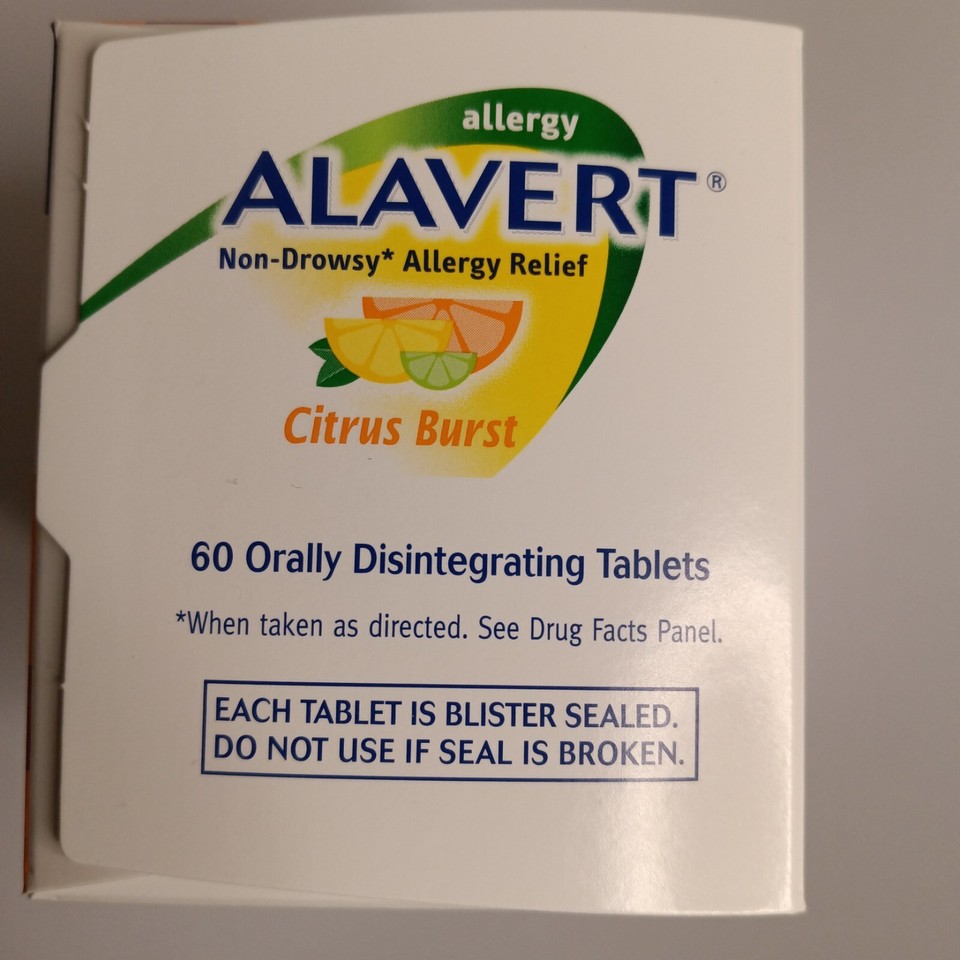 allergy
ALAVERT®
Non-Drowsy* Allergy Relief
Citrus Burst
60 Orally Disintegrating Tablets
*When taken as directed. See Drug Facts Panel.
EACH TABLET IS BLISTER SEALED.
DO NOT USE IF SEAL IS BROKEN.